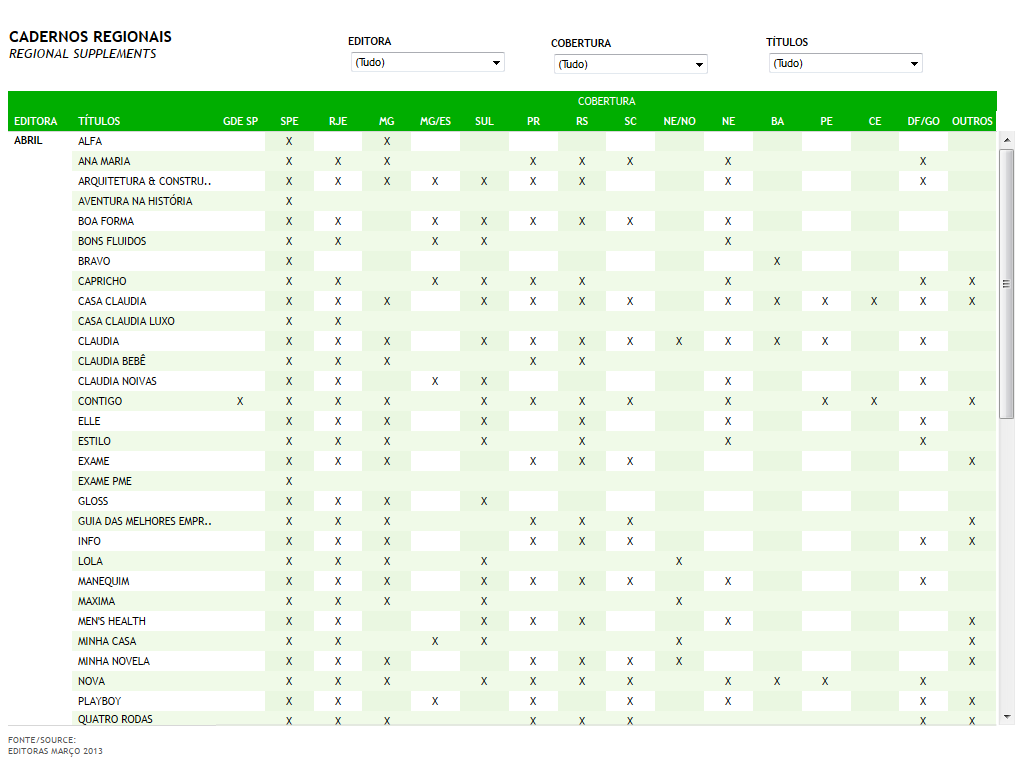 CADERNOS REGIONAIS
REGIONAL SUPPLEMENTS
EDITORA COBERTURA TÍTULOS
(Tudo) (Tudo) (Tudo)
COBERTURA
EDITORA TÍTULOS GDE SP SPE RJE MG MG/ES SUL PR RS SC NE/NO NE BA PE CE DF/GO OUTROS
ABRIL ALFA X X
ANA MARIA X X X X X X X X
ARQUITETURA & CONSTRU.. X X X X X X X X X
AVENTURA NA HISTÓRIA X
BOA FORMA X X X X X X X X
BONS FLUIDOS X X X X X
BRAVO X X
CAPRICHO X X X X X X X X X
CASA CLAUDIA X X X X X X X X X X X X X
CASA CLAUDIA LUXO X X
CLAUDIA X X X X X X X X X X X X
CLAUDIA BEBÊ X X X X X
CLAUDIA NOIVAS X X X X X X
CONTIGO X X X X X X X X X X X X
ELLE X X X X X X X
ESTILO X X X X X X X
EXAME X X X X X X X
EXAME PME X
GLOSS X X X X
GUIA DAS MELHORES EMPR.. X X X X X X X
INFO X X X X X X X X
LOLA X X X X X
MANEQUIM X X X X X X X X X
MAXIMA X X X X X
MEN'S HEALTH X X X X X X X
MINHA CASA X X X X X X
MINHA NOVELA X X X X X X X X
NOVA X X X X X X X X X X X
PLAYBOY X X X X X X X X
QUATRO RODAS X X X X X X X X
FONTE/SOURCE:
EDITORAS MARÇO 2013